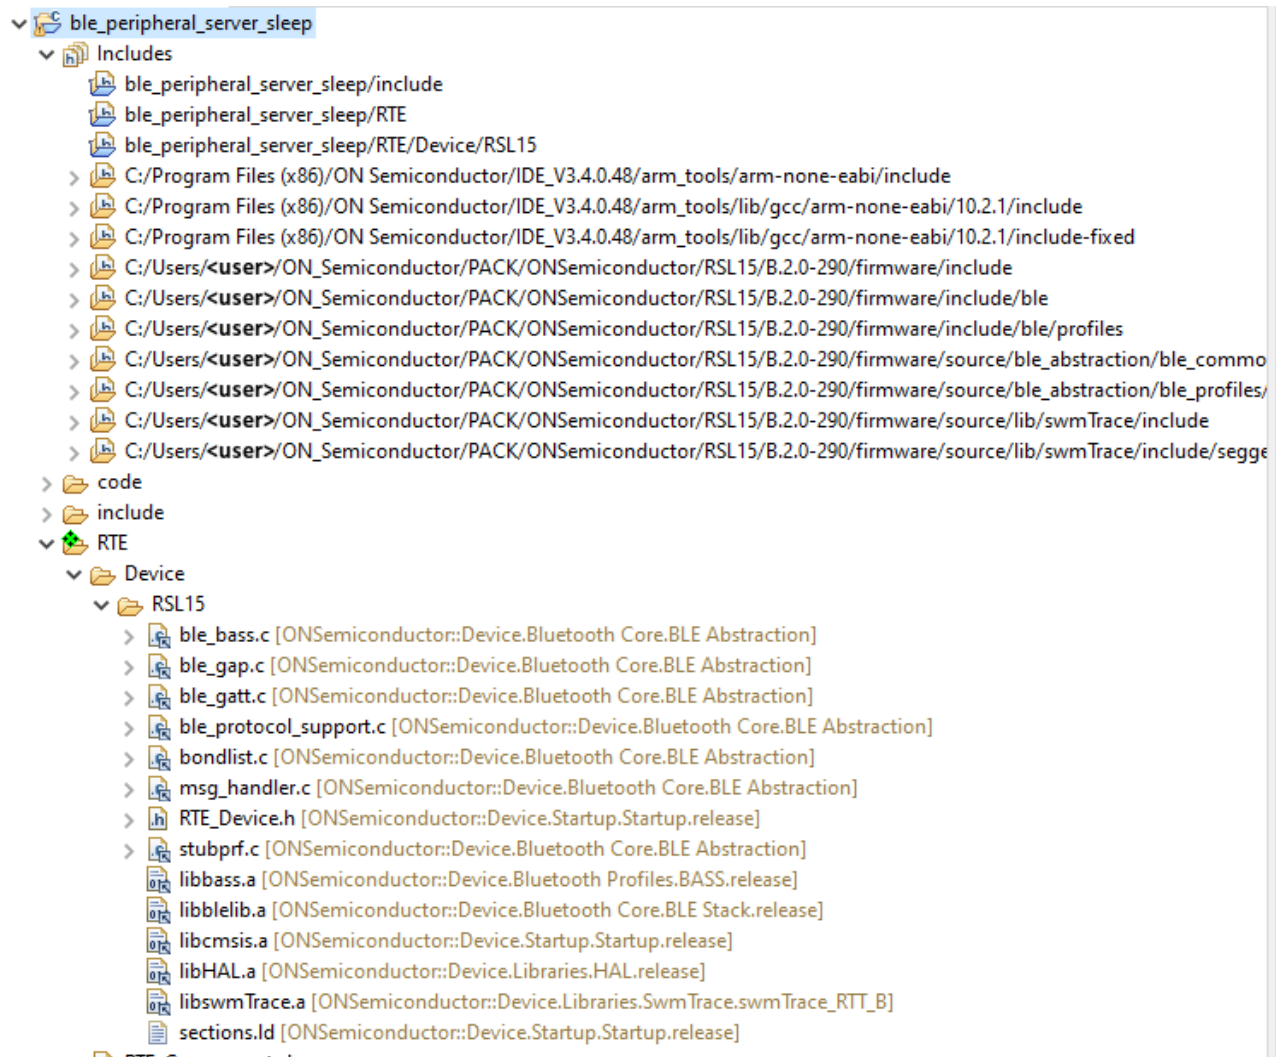 ble_peripheral_server_sleep
Includes
ble_peripheral_server_sleep/include
ble_peripheral_server_sleep/RTE
ble_peripheral_server_sleep/RTE/Device/RSL15
C:/Program Files (x86)/ON Semiconductor/IDE_V3.4.0.48/arm_tools/arm-none-eabi/include
C:/Program Files (x86)/ON Semiconductor/IDE_V3.4.0.48/arm_tools/lib/gcc/arm-none-eabi/10.2.1/include
C:/Program Files (x86)/ON Semiconductor/IDE_V3.4.0.48/arm_tools/lib/gcc/arm-none-eabi/10.2.1/include-fixed
C:/Users/<user>/ON_Semiconductor/PACK/ONSemiconductor/RSL15/B.2.0-290/firmware/include
C:/Users/<user>/ON_Semiconductor/PACK/ONSemiconductor/RSL15/B.2.0-290/firmware/include/ble
C:/Users/<user>/ON_Semiconductor/PACK/ONSemiconductor/RSL15/B.2.0-290/firmware/include/ble/profiles
C:/Users/<user>/ON_Semiconductor/PACK/ONSemiconductor/RSL15/B.2.0-290/firmware/source/ble_abstraction/ble_commo
C:/Users/<user>/ON_Semiconductor/PACK/ONSemiconductor/RSL15/B.2.0-290/firmware/source/ble_abstraction/ble_profiles/
C:/Users/<user>/ON_Semiconductor/PACK/ONSemiconductor/RSL15/B.2.0-290/firmware/source/lib/swmTrace/include
C:/Users/<user>/ON_Semiconductor/PACK/ONSemiconductor/RSL15/B.2.0-290/firmware/source/lib/swmTrace/include/segge
code
include
RTE
Device
RSL15
ble_bass.c [ONSemiconductor::Device.Bluetooth Core.BLE Abstraction]
ble_gap.c [ONSemiconductor::Device.Bluetooth Core.BLE Abstraction]
ble_gatt.c [ONSemiconductor::Device.Bluetooth Core.BLE Abstraction]
ble_protocol_support.c [ONSemiconductor::Device.Bluetooth Core.BLE Abstraction]
bondlist.c [ONSemiconductor::Device.Bluetooth Core.BLE Abstraction]
msg_handler.c [ONSemiconductor::Device.Bluetooth Core.BLE Abstraction]
RTE_Device.h [ONSemiconductor::Device.Startup.Startup.release]
stubprf.c [ONSemiconductor::Device.Bluetooth Core.BLE Abstraction]
libbass.a [ONSemiconductor::Device.Bluetooth Profiles.BASS.release]
libblelib.a [ONSemiconductor::Device.Bluetooth Core.BLE Stack.release]
libcmsis.a [ONSemiconductor::Device.Startup.Startup.release]
libHAL.a [ONSemiconductor::Device.Libraries.HAL.release]
libswmTrace.a [ONSemiconductor::Device.Libraries.SwmTrace.swmTrace_RTT_B]
sections.ld [ONSemiconductor::Device.Startup.Startup.release]